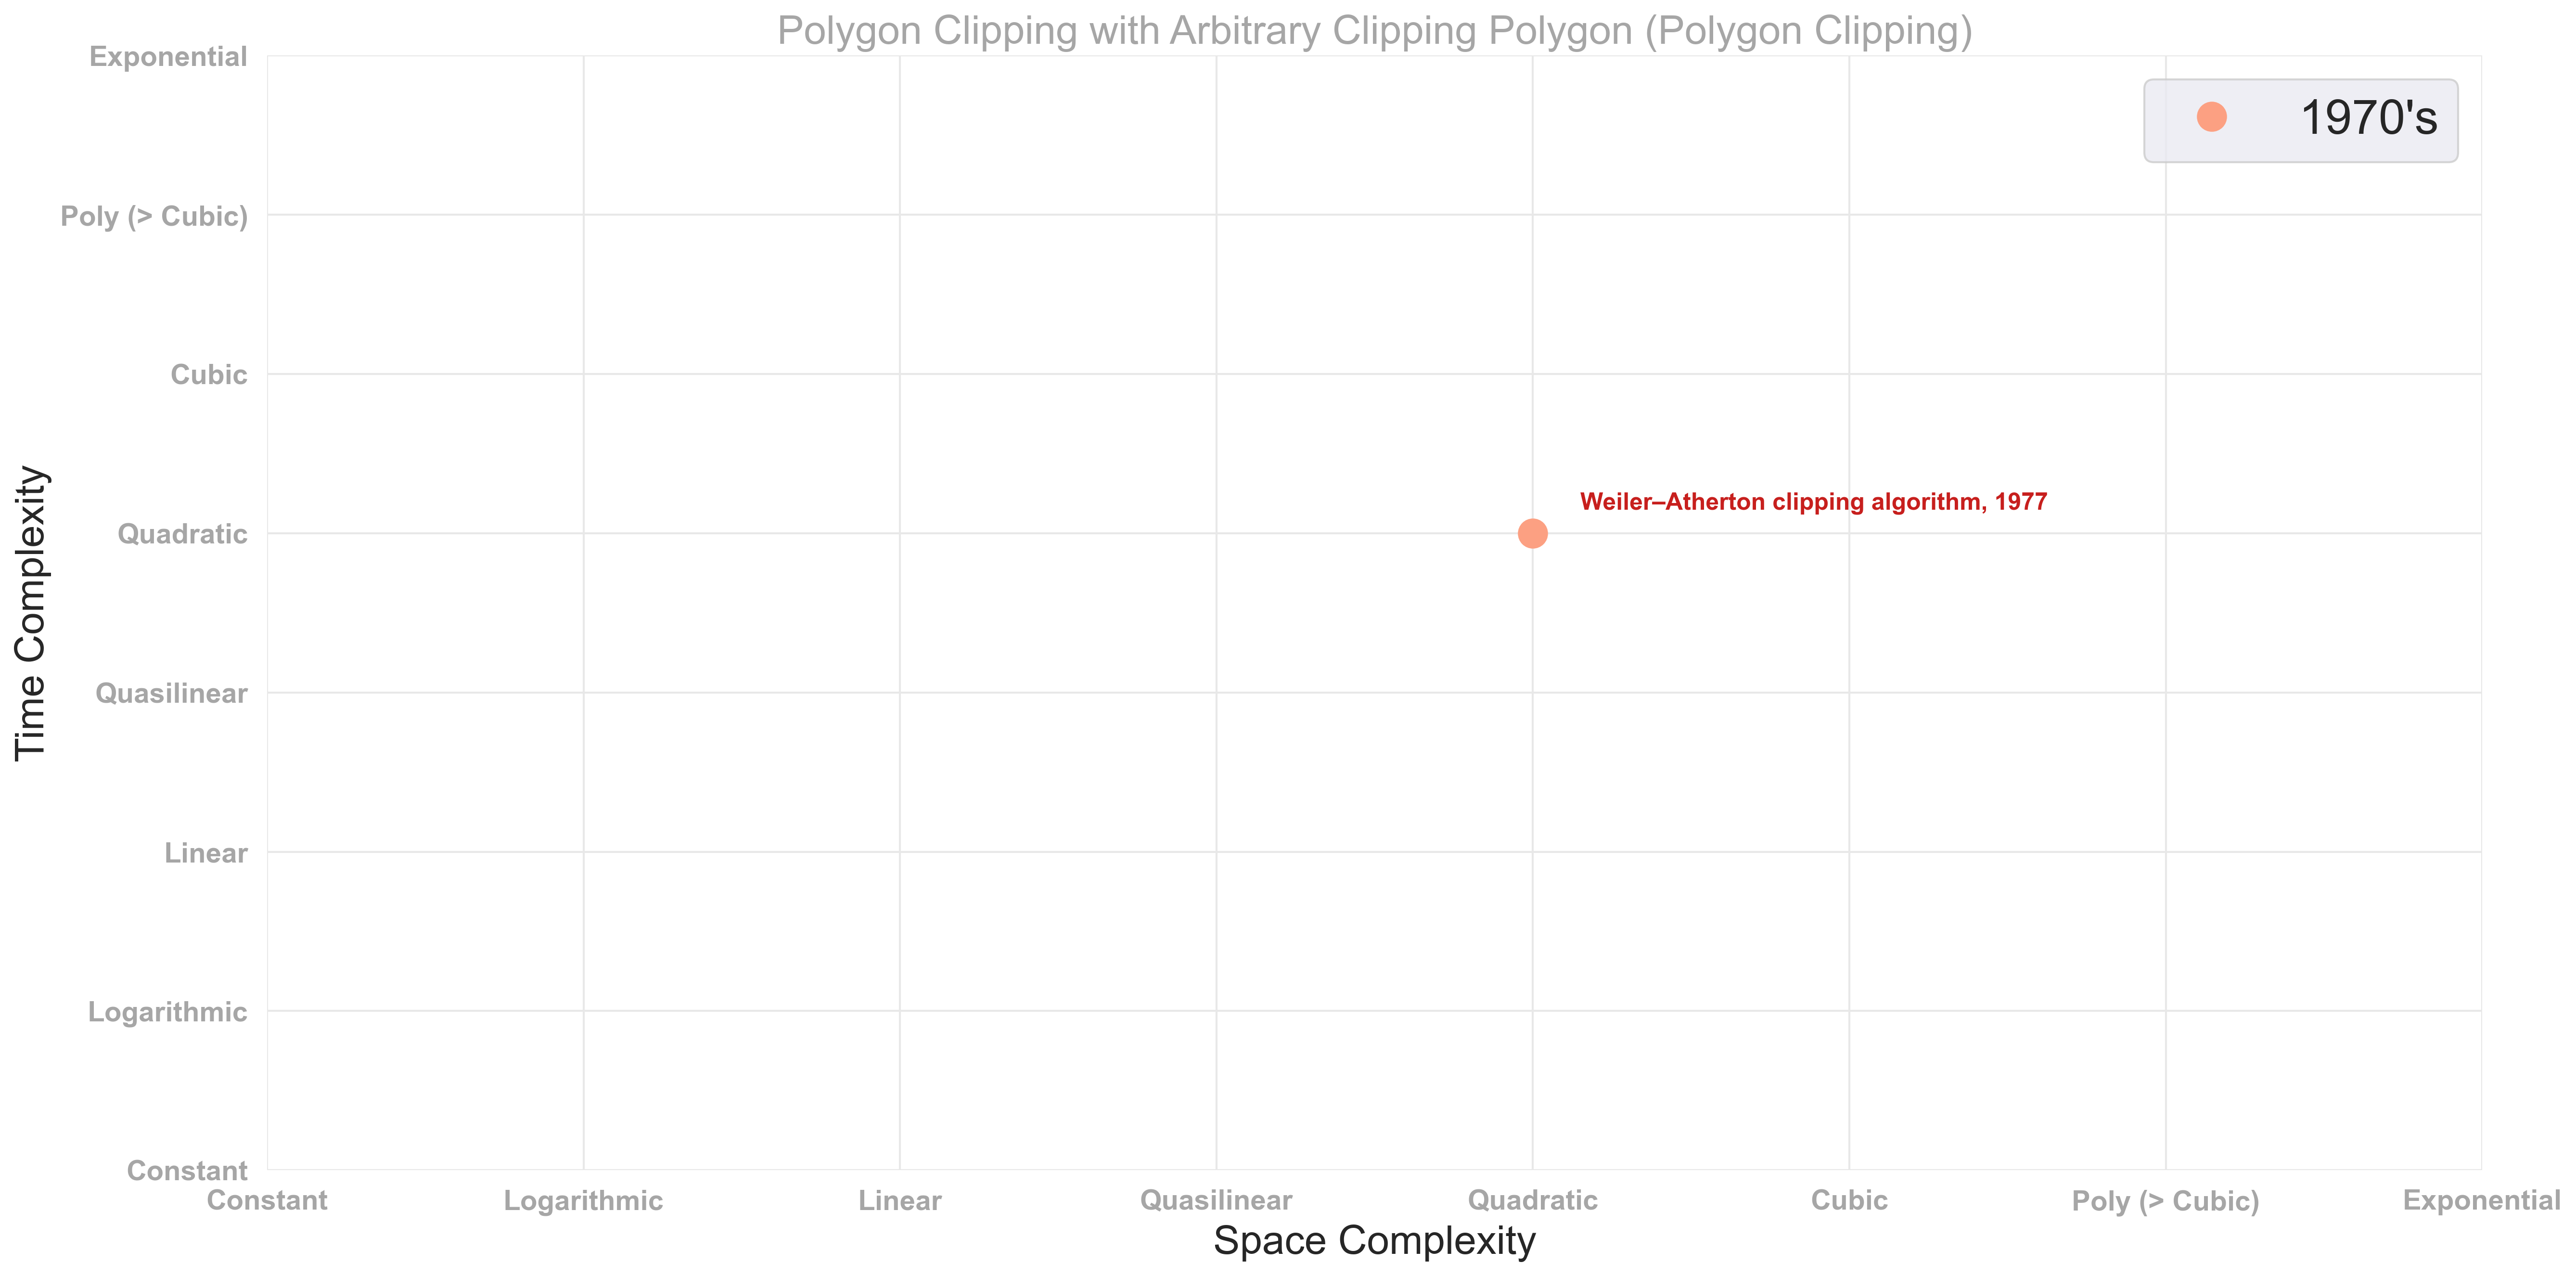 Polygon Clipping with Arbitrary Clipping Polygon (Polygon Clipping)
1970's
Time Complexity
Exponential
Poly (> Cubic)
Cubic
Quadratic
Quasilinear
Linear
Logarithmic
Constant
Weiler–Atherton clipping algorithm, 1977
Constant Logarithmic Linear Quasilinear Quadratic Cubic Poly (> Cubic) Exponential
Space Complexity